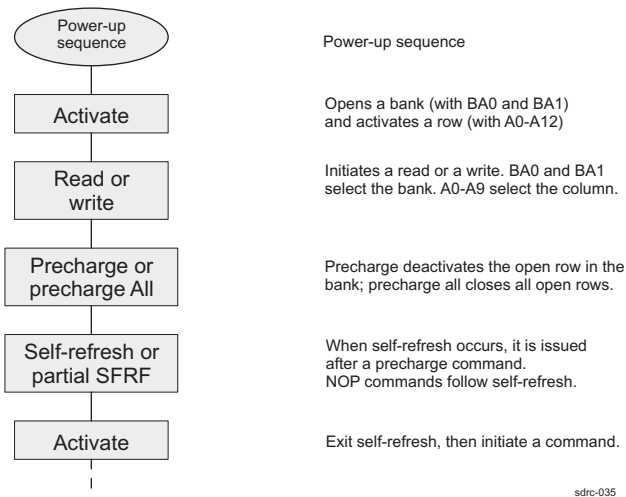 Power-up
sequence
Power-up sequence
Activate
Opens a bank (with BA0 and BA1)
and activates a row (with A0-A12)
Read or
write
Initiates a read or a write. BA0 and BA1
select the bank. A0-A9 select the column.
Precharge or
precharge All
Precharge deactivates the open row in the
bank; precharge all closes all open rows.
Self-refresh or
partial SFRF
When self-refresh occurs, it is issued
after a precharge command.
NOP commands follow self-refresh.
Activate
Exit self-refresh, then initiate a command.
sdrc-035